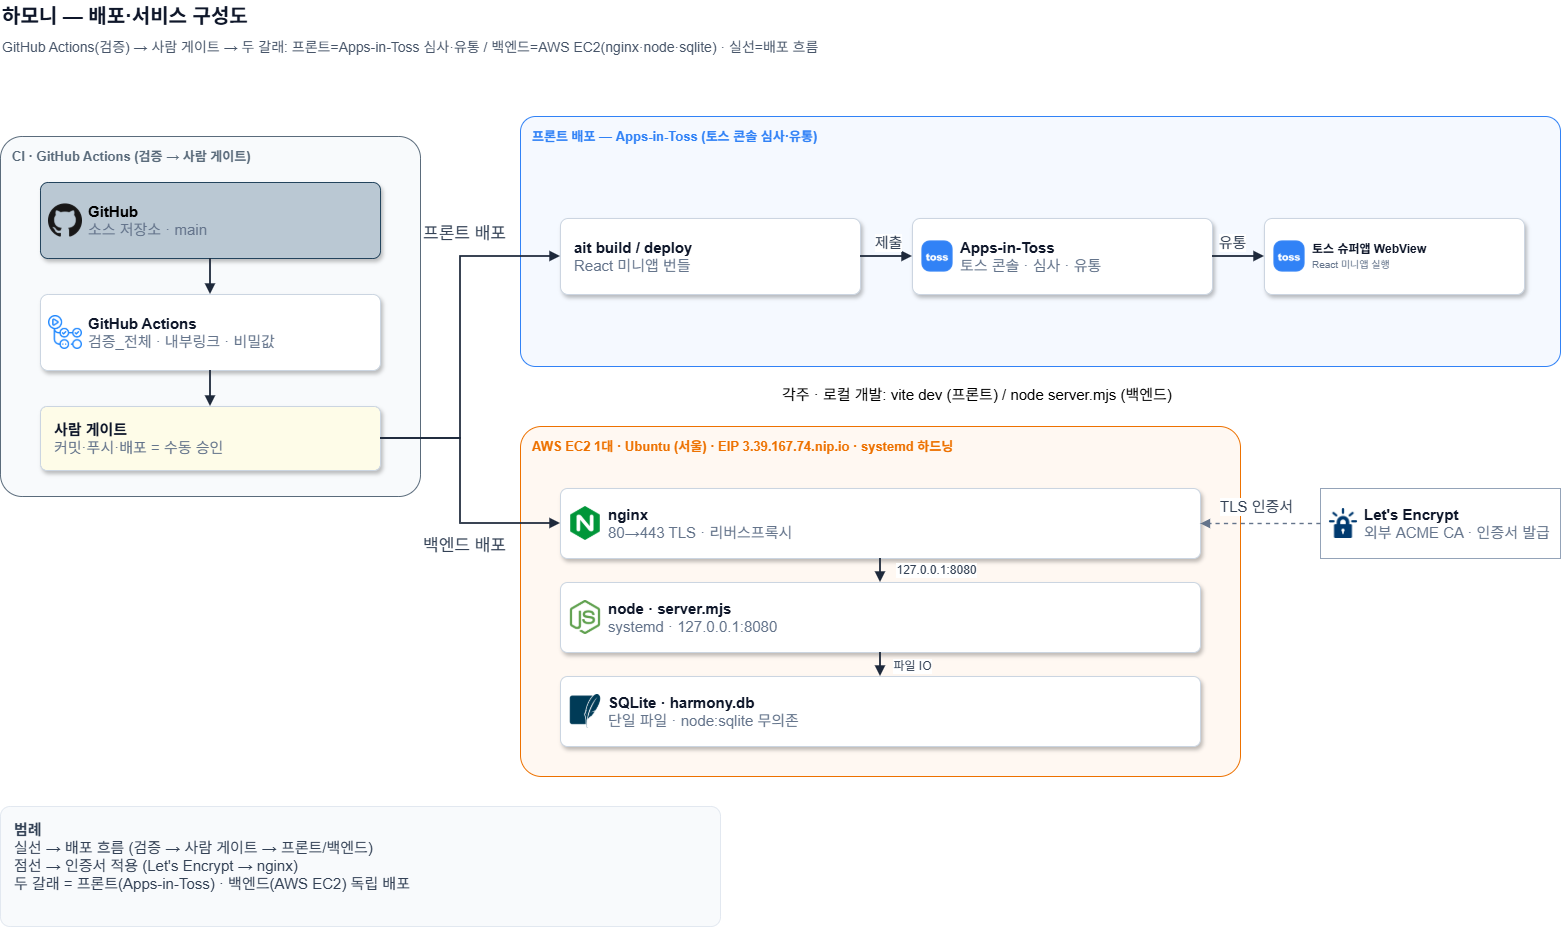 하모니 — 배포·서비스 구성도
GitHub Actions(검증) → 사람 게이트 → 두 갈래: 프론트=Apps-in-Toss 심사·유통 / 백엔드=AWS EC2(nginx·node·sqlite) · 실선=배포 흐름
CI · GitHub Actions (검증 → 사람 게이트)
GitHub
소스 저장소 · main
GitHub Actions
검증_전체 · 내부링크 · 비밀값
사람 게이트
커밋·푸시·배포 = 수동 승인
프론트 배포
백엔드 배포
프론트 배포 — Apps-in-Toss (토스 콘솔 심사·유통)
ait build / deploy
React 미니앱 번들
제출
toss
Apps-in-Toss
토스 콘솔 · 심사 · 유통
유통
toss
토스 슈퍼앱 WebView
React 미니앱 실행
각주 · 로컬 개발: vite dev (프론트) / node server.mjs (백엔드)
AWS EC2 1대 · Ubuntu (서울) · EIP 3.39.167.74.nip.io · systemd 하드닝
nginx
80→443 TLS · 리버스프록시
TLS 인증서
Let's Encrypt
외부 ACME CA · 인증서 발급
127.0.0.1:8080
node · server.mjs
systemd · 127.0.0.1:8080
파일 IO
SQLite · harmony.db
단일 파일 · node:sqlite 무의존
범례
실선 → 배포 흐름 (검증 → 사람 게이트 → 프론트/백엔드)
점선 → 인증서 적용 (Let's Encrypt → nginx)
두 갈래 = 프론트(Apps-in-Toss) · 백엔드(AWS EC2) 독립 배포